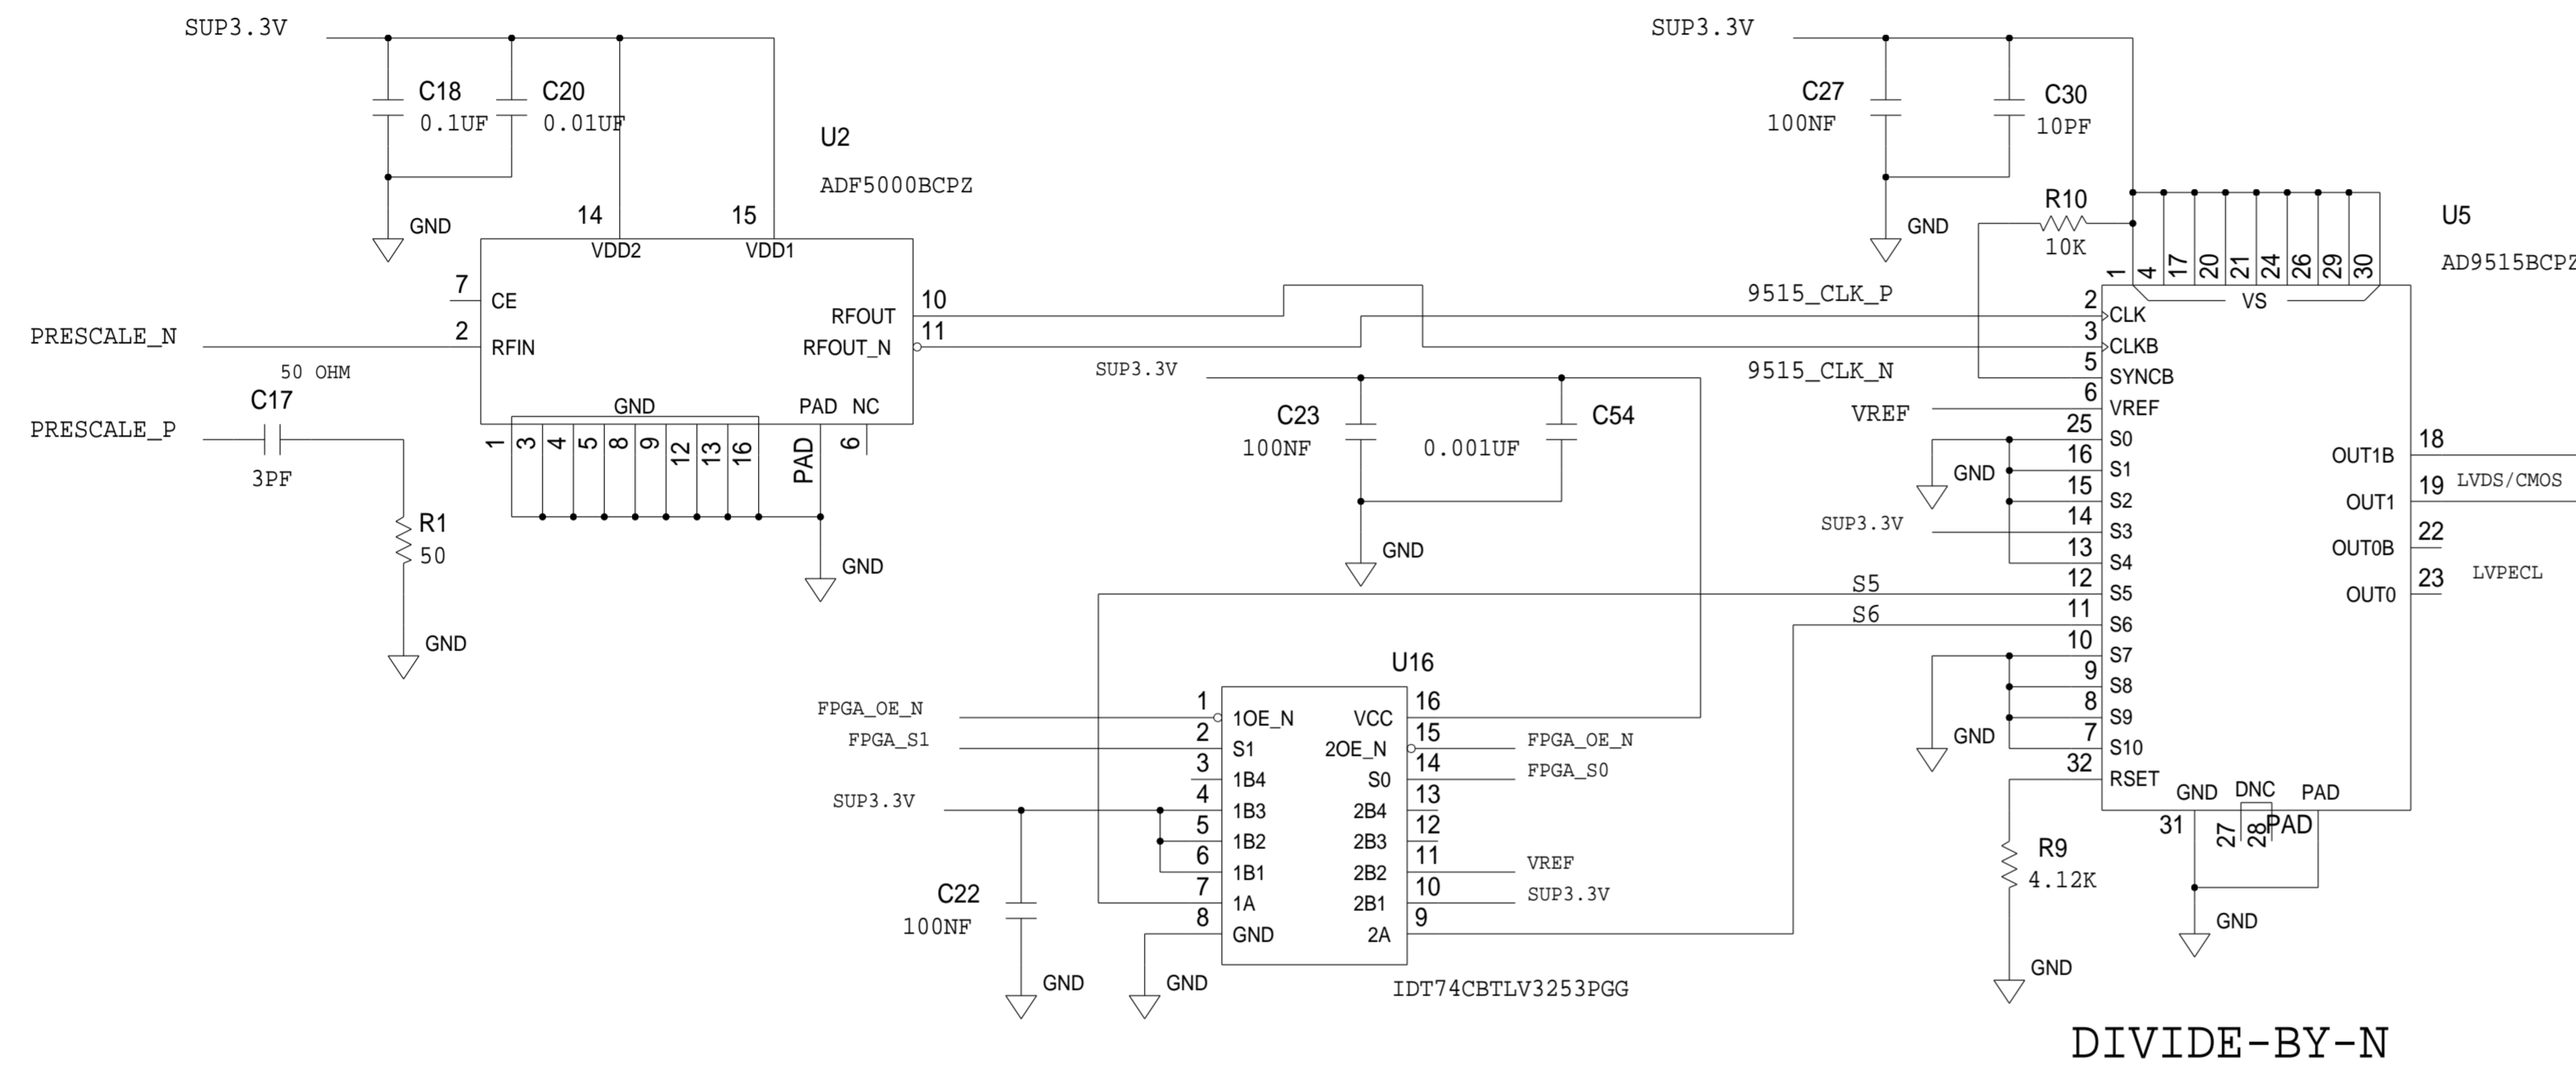 SUP3.3V
C18
0.1UF
C20
0.01UF
GND
U2
ADF5000BCPZ
14
15
VDD2
VDD1
7
CE
PRESCALE_N
2
RFIN
RFOUT
10
RFOUT_N
11
50 OHM
C17
PRESCALE_P
3PF
R1
50
GND
GND
PAD
NC
1
3
4
5
8
9
12
13
16
PAD
6
GND
SUP3.3V
C23
100NF
C54
0.001UF
GND
SUP3.3V
C27
100NF
C30
10PF
GND
R10
10K
U5
AD9515BCPZ
1
4
17
20
21
24
26
29
30
VS
9515_CLK_P
2
CLK
3
CLKB
9515_CLK_N
5
SYNCB
VREF
6
VREF
25
S0
GND
16
S1
15
S2
SUP3.3V
14
S3
13
S4
S5
12
S5
S6
11
S6
10
S7
9
S8
8
S9
GND
7
S10
32
RSET
OUT1B
18
OUT1
19
LVDS/CMOS
OUT0B
22
OUT0
23
LVPECL
GND
DNC
PAD
31
27
28
PAD
GND
R9
4.12K
GND
U16
FPGA_OE_N
1
1OE_N
FPGA_S1
2
S1
3
1B4
SUP3.3V
4
1B3
5
1B2
6
1B1
7
1A
8
GND
VCC
16
2OE_N
15
FPGA_OE_N
S0
14
FPGA_S0
2B4
13
2B3
12
2B2
11
VREF
2B1
10
SUP3.3V
2A
9
C22
100NF
GND
GND
IDT74CBTLV3253PGG
DIVIDE-BY-N